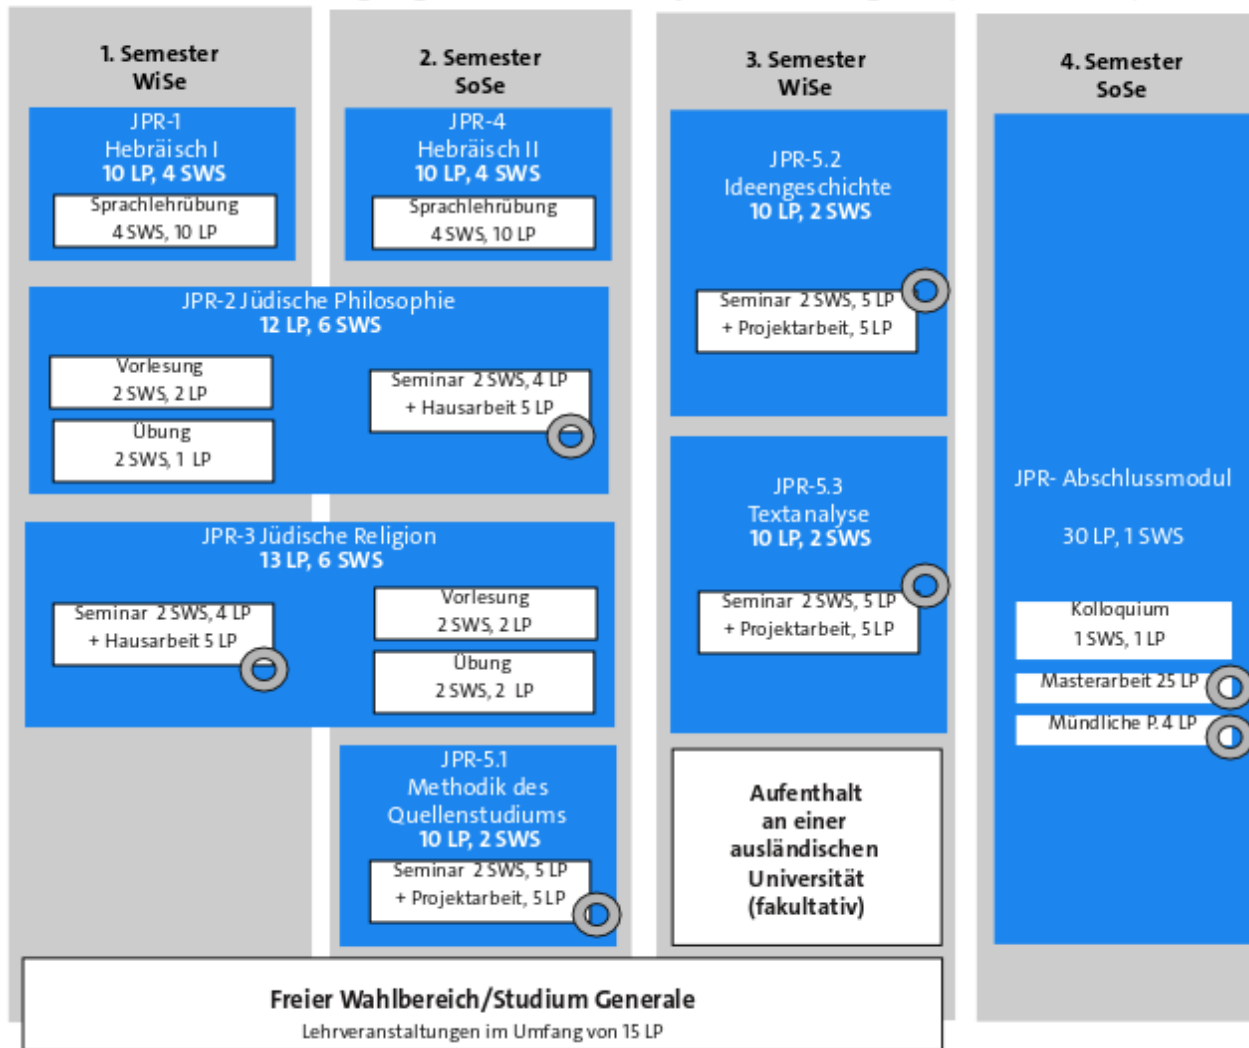 1. Semester
WiSe
JPR-1
Hebräisch I
10 LP, 4 SWS
Sprachlehrübung
4 SWS, 10 LP
2. Semester
SoSe
JPR-4
Hebräisch II
10 LP, 4 SWS
Sprachlehrübung
4 SWS, 10 LP
JPR-2 Jüdische Philosophie
12 LP, 6 SWS
Vorlesung
2 SWS, 2 LP
Übung
2 SWS, 1 LP
Seminar 2 SWS, 4 LP
+ Hausarbeit 5 LP
JPR-3 Jüdische Religion
13 LP, 6 SWS
Seminar 2 SWS, 4 LP
+ Hausarbeit 5 LP
Vorlesung
2 SWS, 2 LP
Übung
2 SWS, 2 LP
JPR-5.1
Methodik des
Quellenstudiums
10 LP, 2 SWS
Seminar 2 SWS, 5 LP
+ Projektarbeit, 5 LP
3. Semester
WiSe
JPR-5.2
Ideengeschichte
10 LP, 2 SWS
Seminar 2 SWS, 5 LP
+ Projektarbeit, 5 LP
JPR-5.3
Textanalyse
10 LP, 2 SWS
Seminar 2 SWS, 5 LP
+ Projektarbeit, 5 LP
Aufenthalt
an einer
ausländischen
Universität
(fakultativ)
4. Semester
SoSe
JPR- Abschlussmodul
30 LP, 1 SWS
Kolloquium
1 SWS, 1 LP
Masterarbeit 25 LP
Mündliche P. 4 LP
Freier Wahlbereich/Studium Generale
Lehrveranstaltungen im Umfang von 15 LP